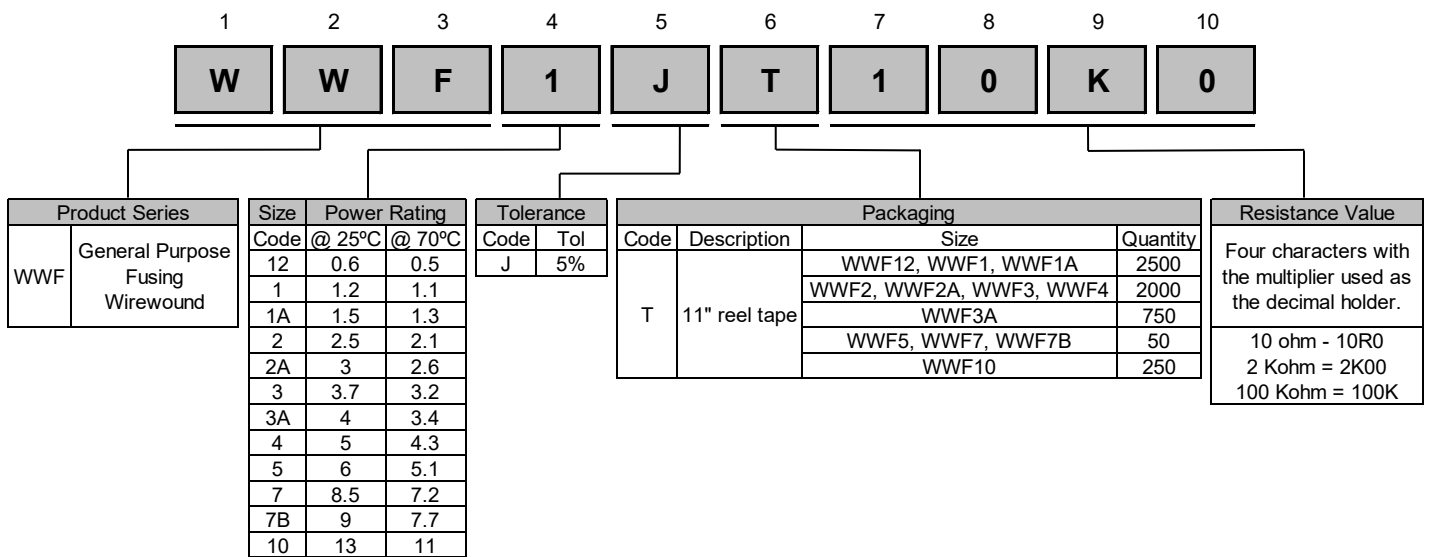 1 2 3 4 5 6 7 8 9 10
W W F 1 J T 1 0 K 0
Product Series
WWF General Purpose Fusing Wirewound
Size Power Rating
Code @ 25ºC @ 70ºC
12 0.6 0.5
1 1.2 1.1
1A 1.5 1.3
2 2.5 2.1
2A 3 2.6
3 3.7 3.2
3A 4 3.4
4 5 4.3
5 6 5.1
7 8.5 7.2
7B 9 7.7
10 13 11
Tolerance
Code Tol
J 5%
Packaging
Code Description Size Quantity
T 11" reel tape
WWF12, WWF1, WWF1A 2500
WWF2, WWF2A, WWF3, WWF4 2000
WWF3A 750
WWF5, WWF7, WWF7B 50
WWF10 250
Resistance Value
Four characters with
the multiplier used as
the decimal holder.
10 ohm - 10R0
2 Kohm = 2K00
100 Kohm = 100K